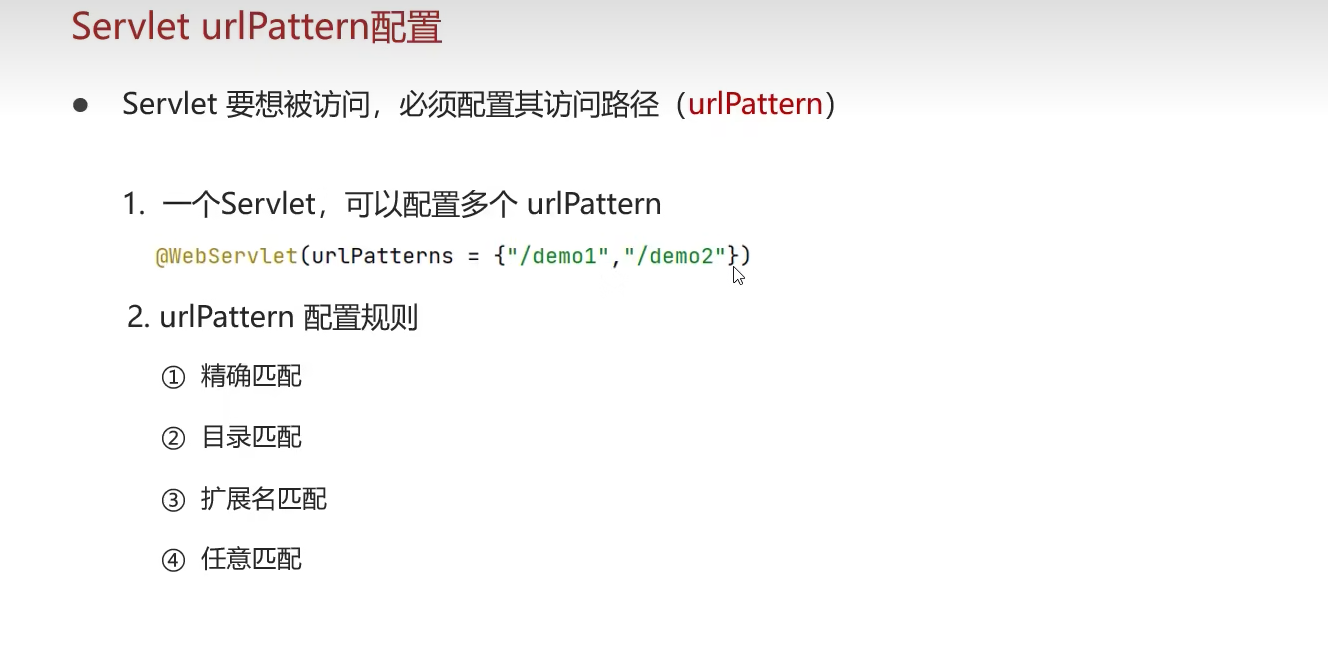 Servlet urlPattern配置
● Servlet 要想被访问，必须配置其访问路径（urlPattern）
1. 一个Servlet，可以配置多个 urlPattern
@WebServlet(urlPatterns = {"/demo1","/demo2"})
2. urlPattern 配置规则
① 精确匹配
② 目录匹配
③ 扩展名匹配
④ 任意匹配